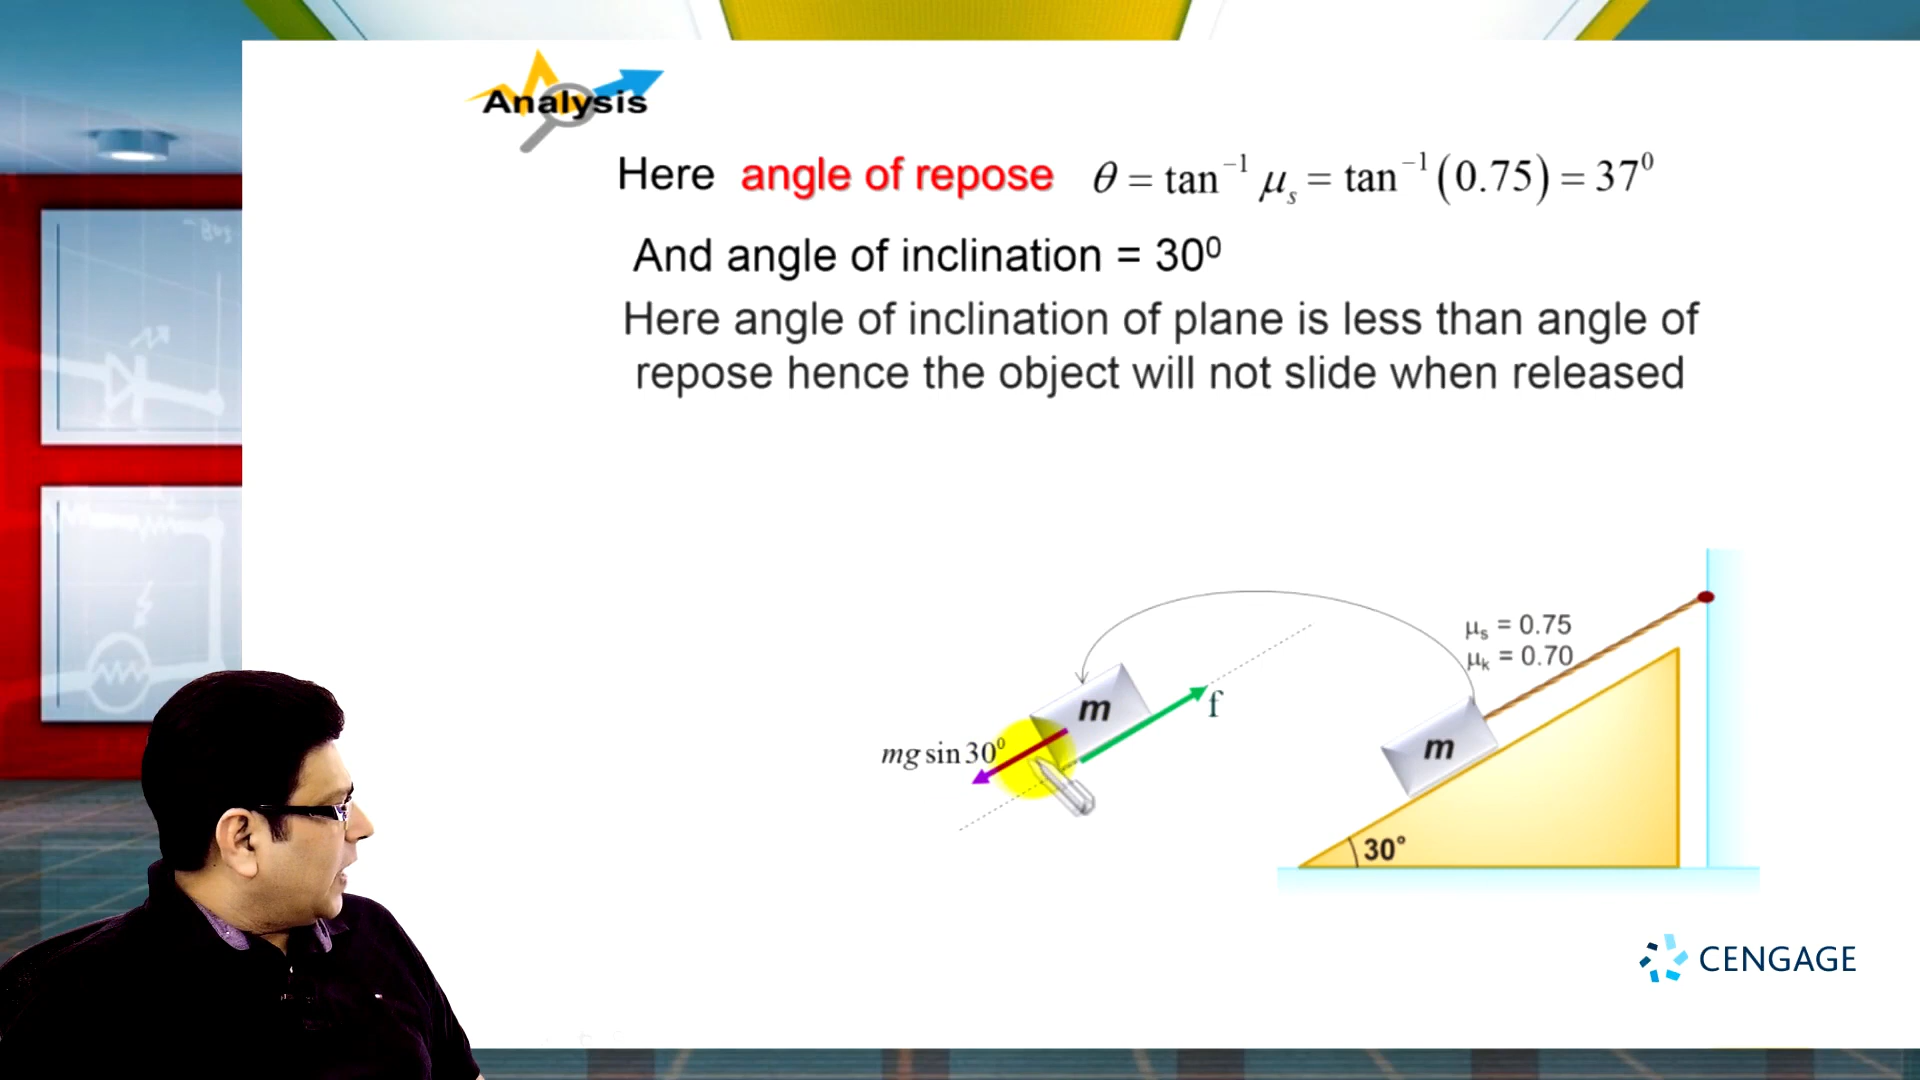 Analysis
Here angle of repose θ = tan⁻¹ μₛ = tan⁻¹ (0.75) = 37⁰
And angle of inclination = 30⁰
Here angle of inclination of plane is less than angle of
repose hence the object will not slide when released
μₛ = 0.75
μₖ = 0.70
m
f
mg sin 30⁰
m
30°
CENGAGE